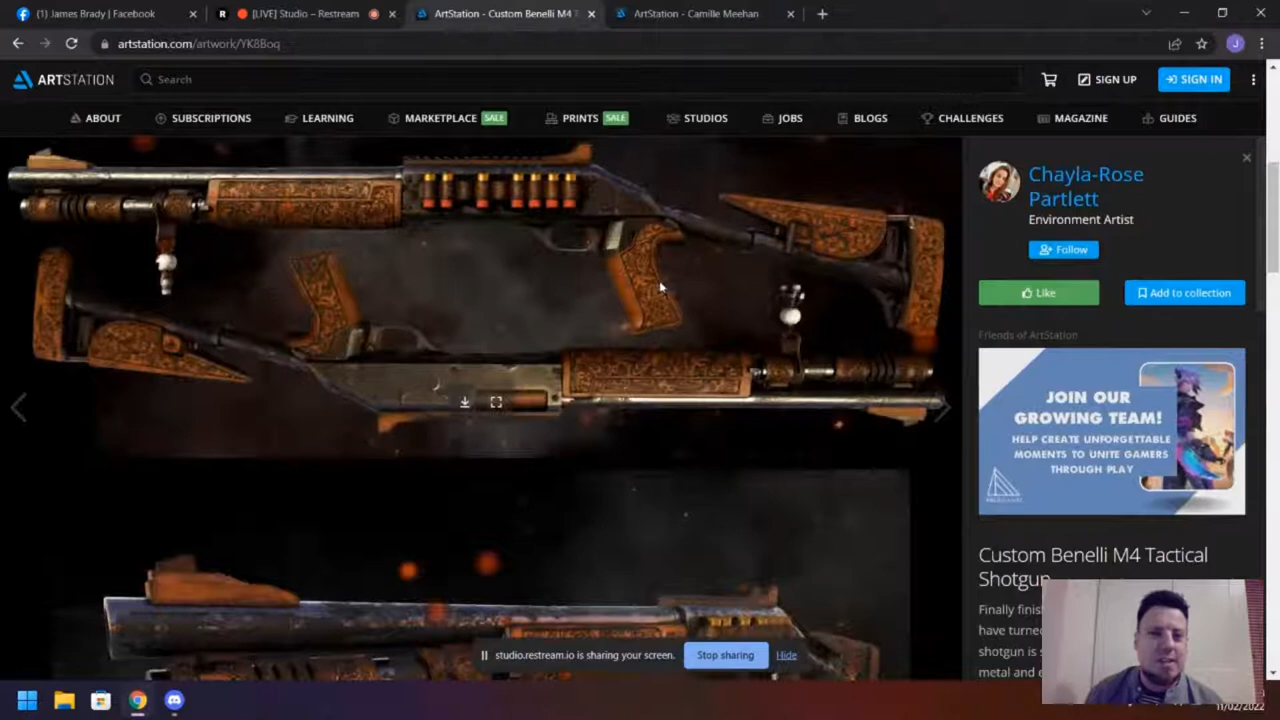 James Brady | Facebook
[LIVE] Studio – Restream
ArtStation - Custom Benelli M4 T
ArtStation - Camille Meehan
artstation.com/artwork/YK8Boq
J
ARTSTATION
Search
SIGN UP
SIGN IN
ABOUT
SUBSCRIPTIONS
LEARNING
MARKETPLACE SALE
PRINTS SALE
STUDIOS
JOBS
BLOGS
CHALLENGES
MAGAZINE
GUIDES
Chayla-Rose
Partlett
Environment Artist
Follow
Like
Add to collection
Friends of ArtStation
JOIN OUR
GROWING TEAM!
HELP CREATE UNFORGETTABLE
MOMENTS TO UNITE GAMERS
THROUGH PLAY
Custom Benelli M4 Tactical
Shotgun
Finally finis
have turne
shotgun is s
metal and e
studio.restream.io is sharing your screen.
Stop sharing
Hide
11/02/2022